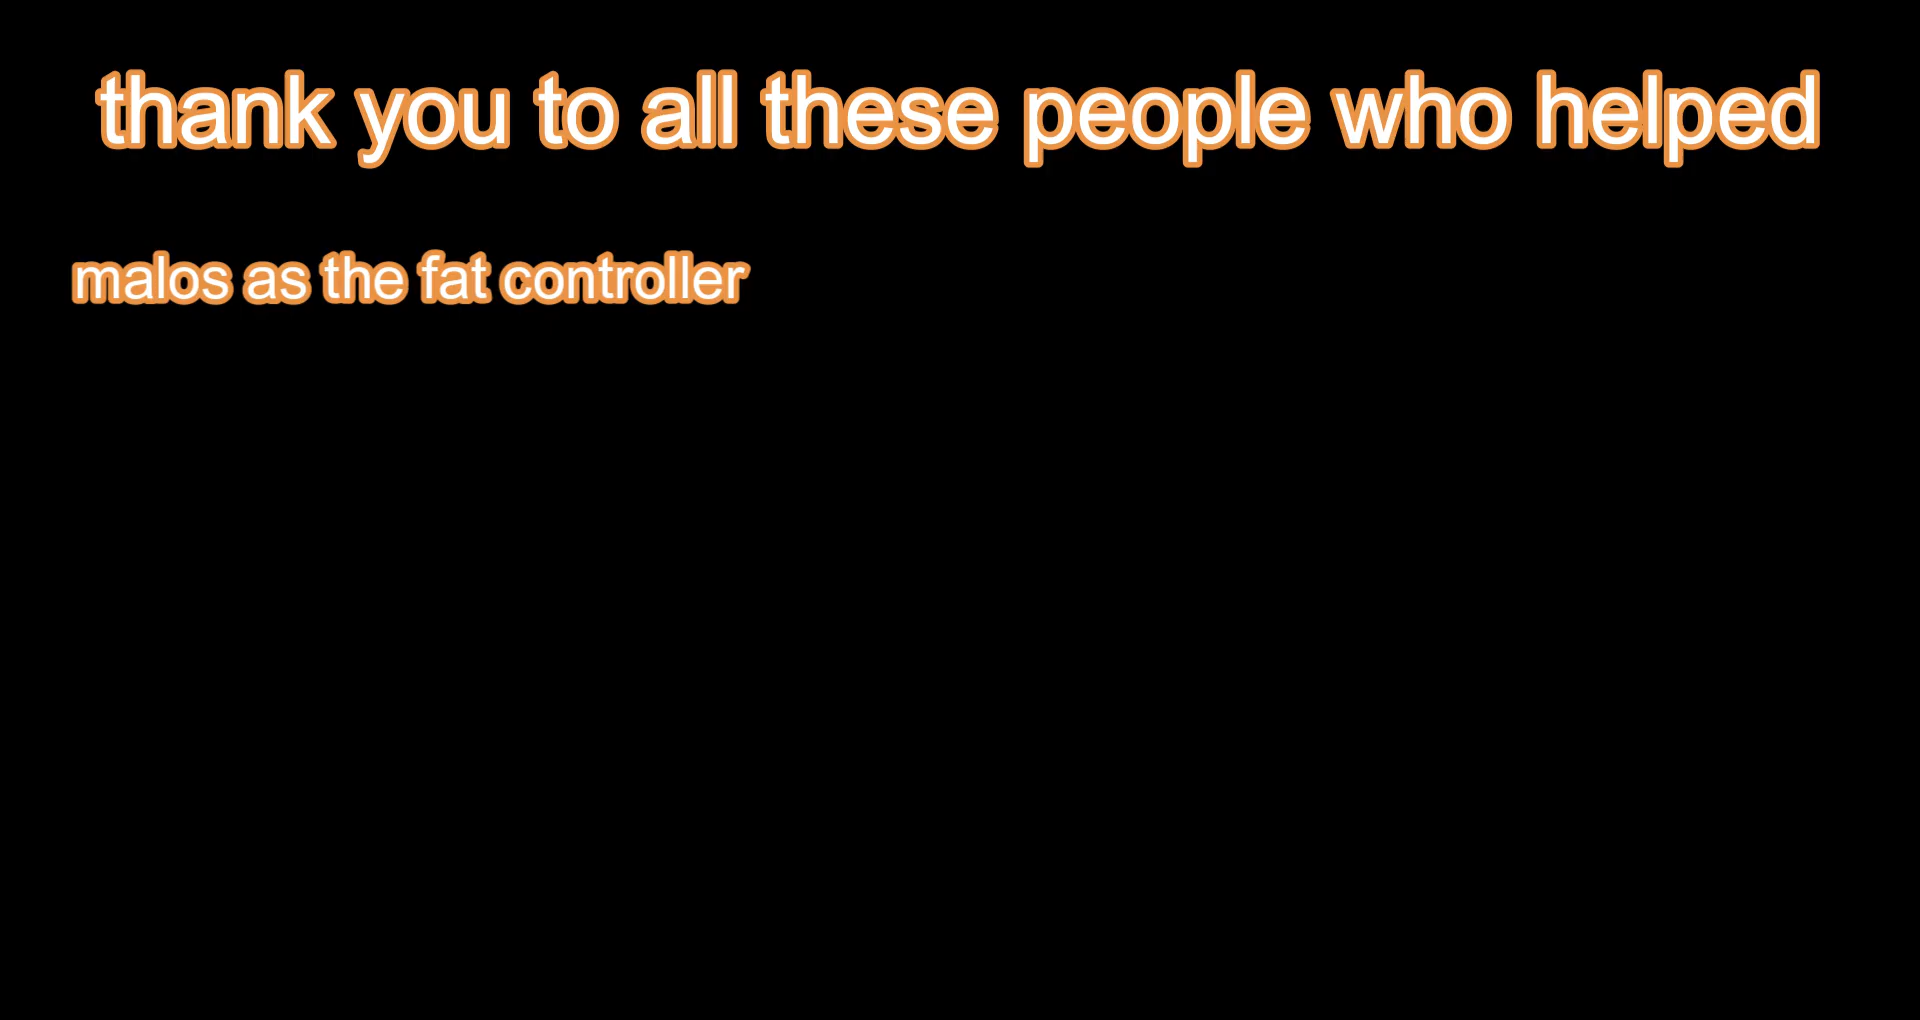 thank you to all these people who helped
malos as the fat controller